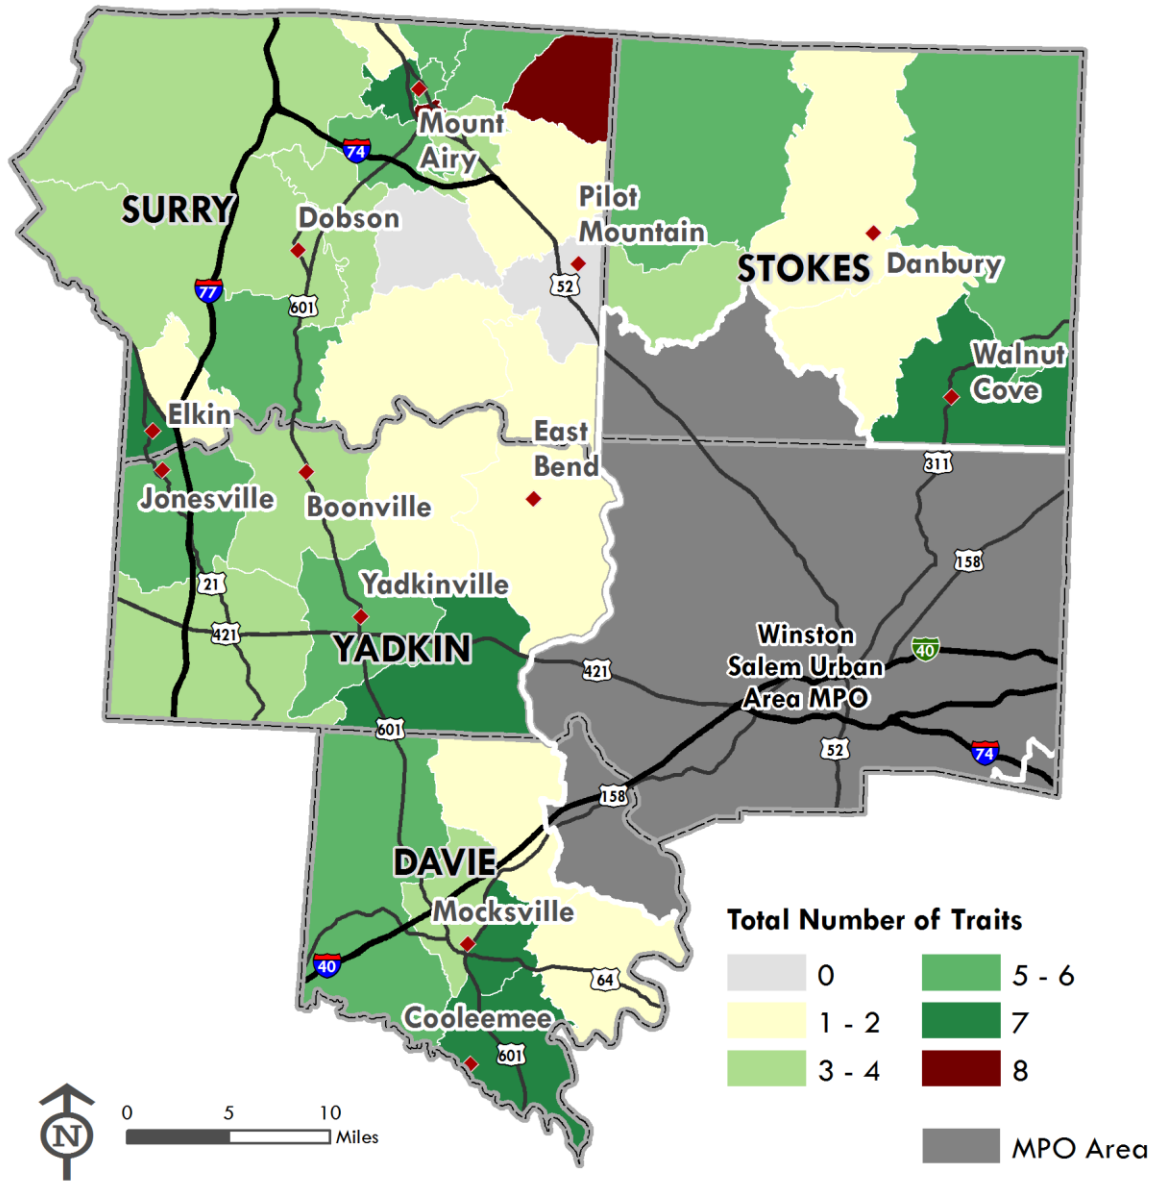 Mount
Airy
74
SURRY
Dobson
Pilot
Mountain
STOKES
Danbury
77
601
52
Walnut
Cove
Elkin
East
Bend
311
Jonesville
Boonville
158
21
Yadkinville
421
YADKIN
Winston
Salem Urban
Area MPO
40
421
601
52
74
158
DAVIE
Mocksville
40
64
Cooleemee
601
Total Number of Traits
0
5 - 6
1 - 2
7
3 - 4
8
MPO Area
N
0
5
10
Miles